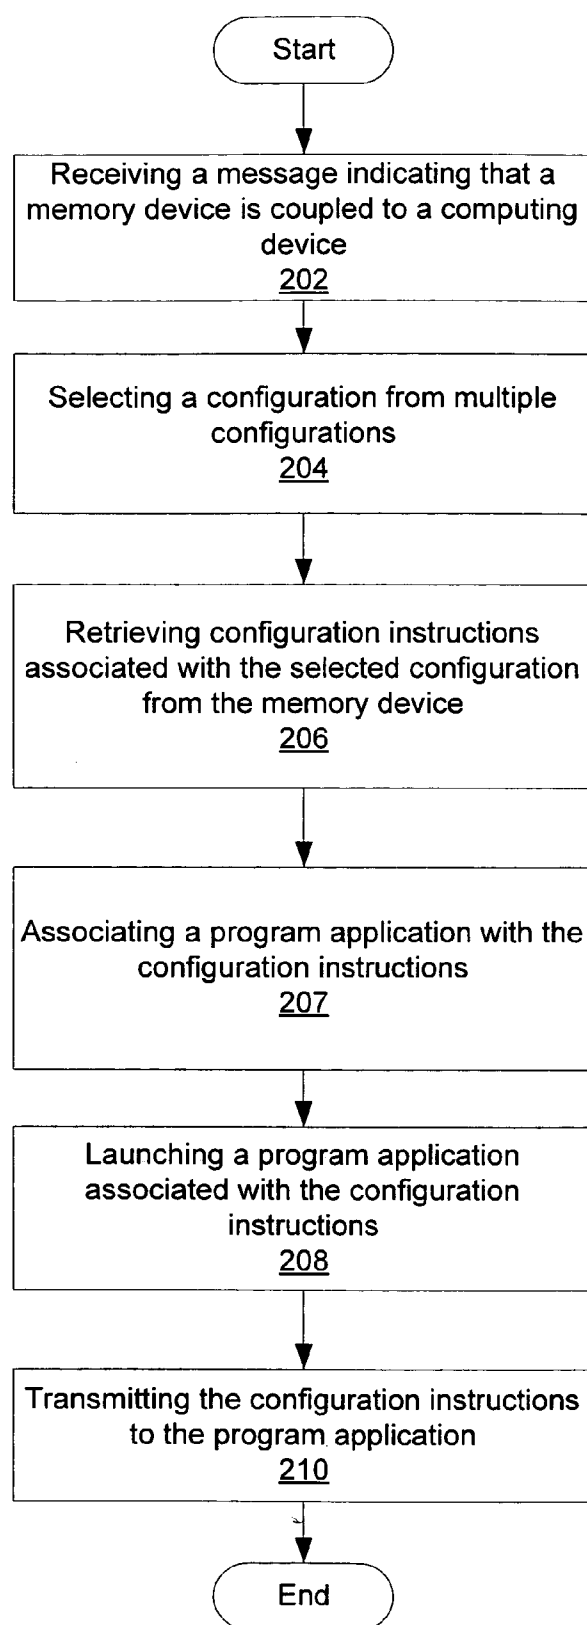 Start
Receiving a message indicating that a
memory device is coupled to a computing
device
202
Selecting a configuration from multiple
configurations
204
Retrieving configuration instructions
associated with the selected configuration
from the memory device
206
Associating a program application with the
configuration instructions
207
Launching a program application
associated with the configuration
instructions
208
Transmitting the configuration instructions
to the program application
210
End